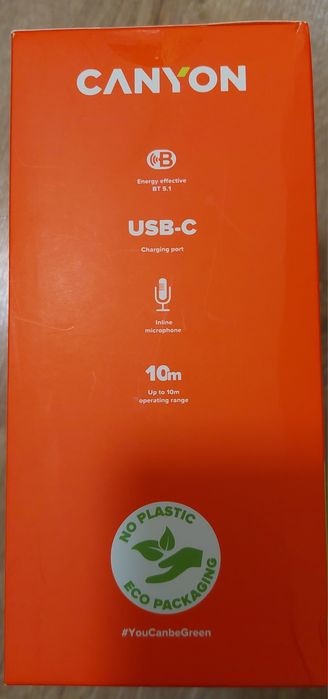 CANYON
B
Energy effective
BT 5.1
USB-C
Charging port
Inline
microphone
10m
Up to 10m
operating range
NO PLASTIC
ECO PACKAGING
#YouCanbeGreen